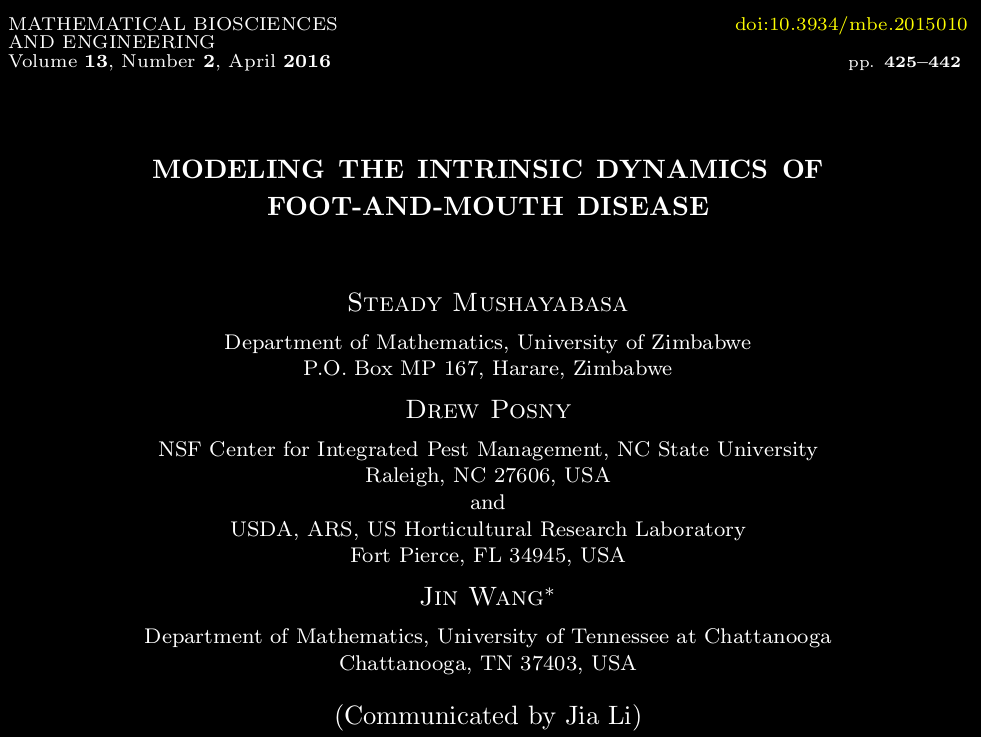 MATHEMATICAL BIOSCIENCES
AND ENGINEERING
Volume 13, Number 2, April 2016
doi:10.3934/mbe.2015010
pp. 425–442
MODELING THE INTRINSIC DYNAMICS OF
FOOT-AND-MOUTH DISEASE
Steady Mushayabasa
Department of Mathematics, University of Zimbabwe
P.O. Box MP 167, Harare, Zimbabwe
Drew Posny
NSF Center for Integrated Pest Management, NC State University
Raleigh, NC 27606, USA
and
USDA, ARS, US Horticultural Research Laboratory
Fort Pierce, FL 34945, USA
Jin Wang*
Department of Mathematics, University of Tennessee at Chattanooga
Chattanooga, TN 37403, USA
(Communicated by Jia Li)